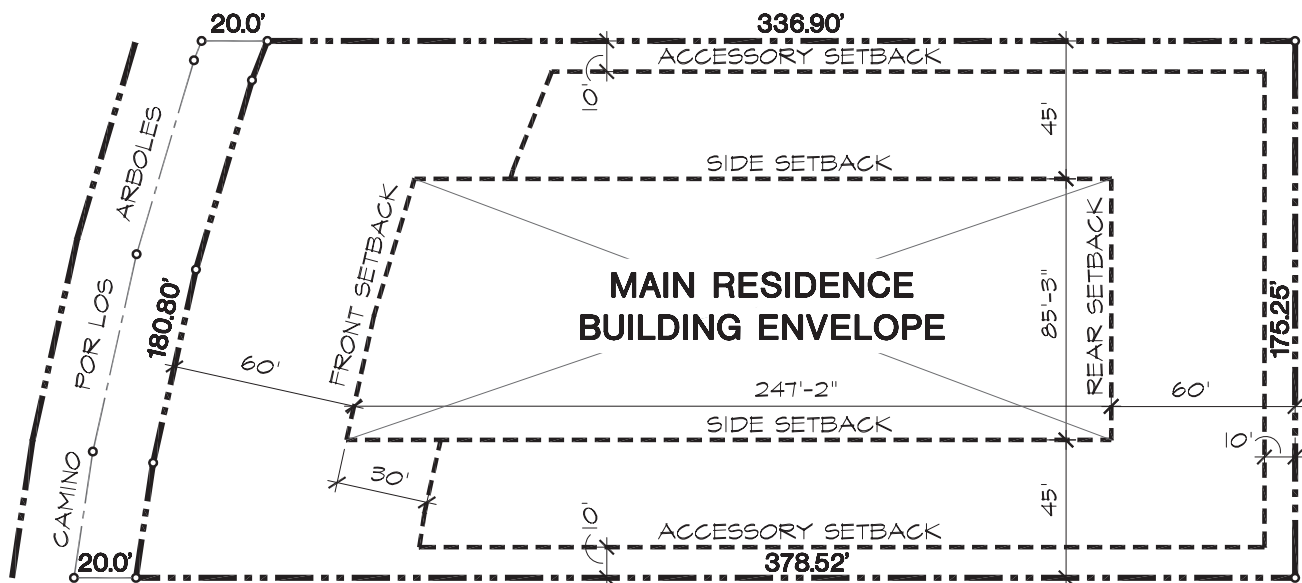 20.0'
336.90'
ACCESSORY SETBACK
10'
45'
SIDE SETBACK
ARBOLES
POR LOS
CAMINO
180.80'
FRONT SETBACK
MAIN RESIDENCE
BUILDING ENVELOPE
85'-3"
REAR SETBACK
175.25'
60'
247'-2"
60'
SIDE SETBACK
10'
30'
45'
10'
ACCESSORY SETBACK
20.0'
378.52'